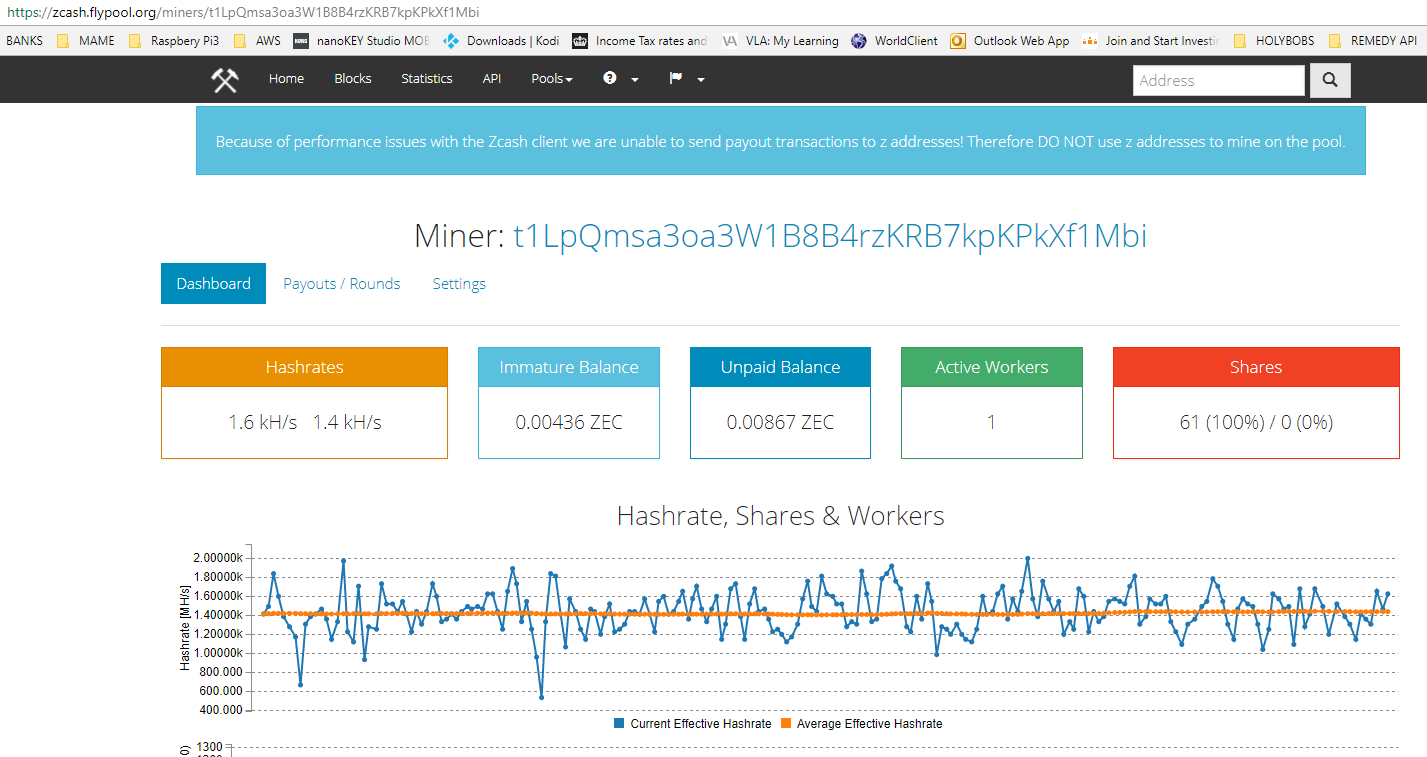 https://zcash.flypool.org/miners/t1LpQmsa3oa3W1B8B4rzKRB7kpKPkXf1Mbi
BANKS MAME Raspbery Pi3 AWS KORG nanoKEY Studio MOB Downloads | Kodi Income Tax rates and VLA: My Learning WorldClient Outlook Web App Join and Start Investin HOLYBOBS REMEDY API
Home Blocks Statistics API Pools Address
Because of performance issues with the Zcash client we are unable to send payout transactions to z addresses! Therefore DO NOT use z addresses to mine on the pool.
Miner: t1LpQmsa3oa3W1B8B4rzKRB7kpKPkXf1Mbi
Dashboard Payouts / Rounds Settings
Hashrates Immature Balance Unpaid Balance Active Workers Shares
1.6 kH/s 1.4 kH/s 0.00436 ZEC 0.00867 ZEC 1 61 (100%) / 0 (0%)
Hashrate, Shares & Workers
Hashrate [MH/s]
2.00000k
1.80000k
1.60000k
1.40000k
1.20000k
1.00000k
800.000
600.000
400.000
Current Effective Hashrate Average Effective Hashrate
1300